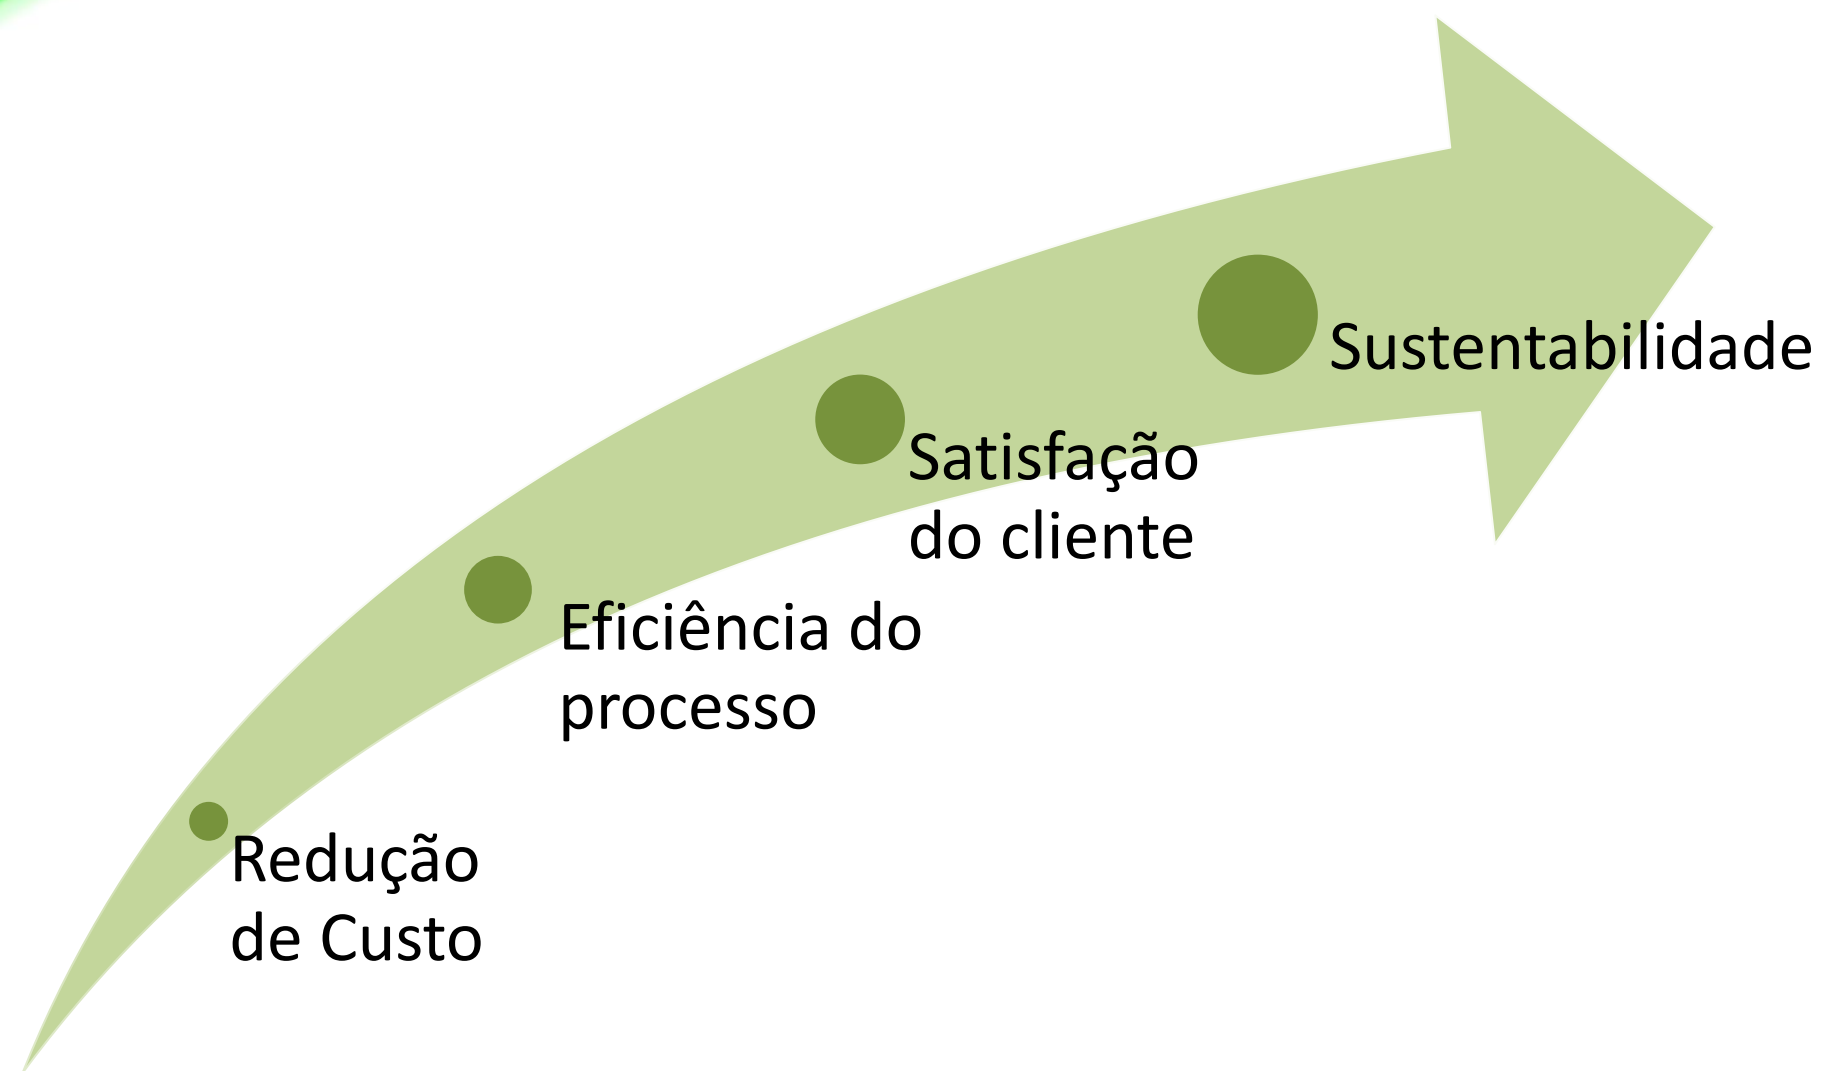 Sustentabilidade
Satisfação
do cliente
Eficiência do
processo
Redução
de Custo